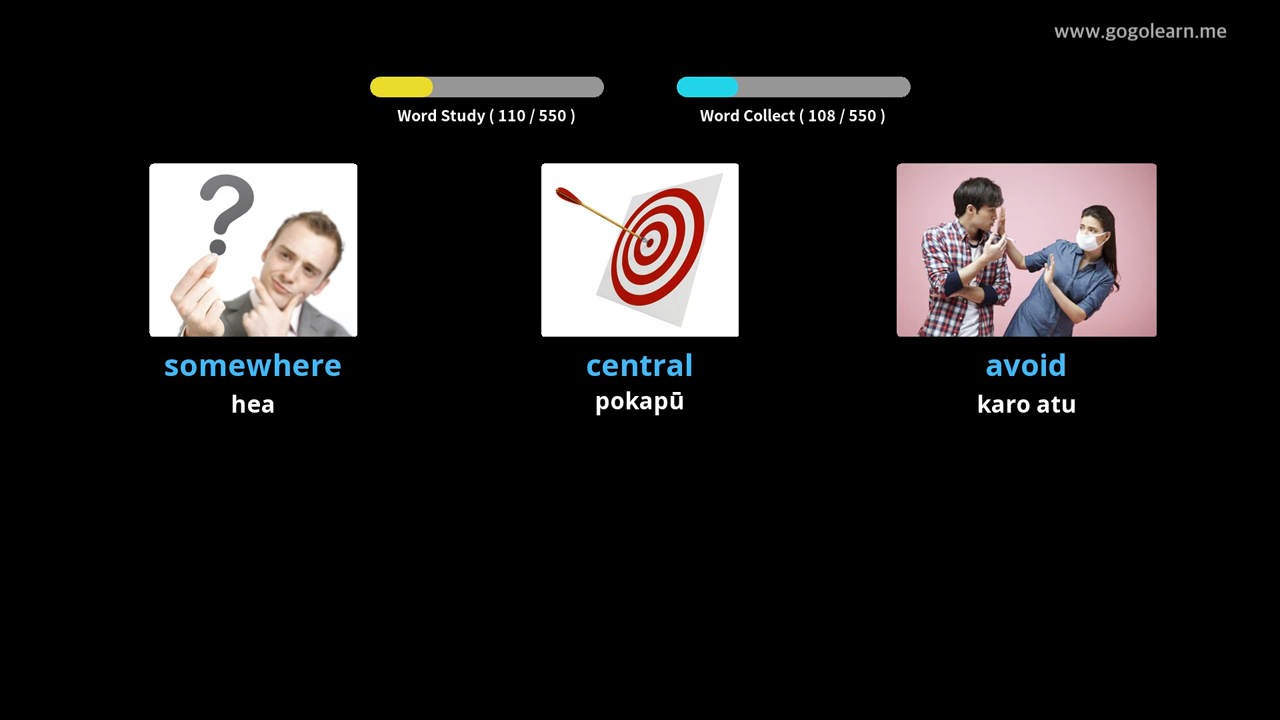 www.gogolearn.me
Word Study ( 110 / 550 )
Word Collect ( 108 / 550 )
?
somewhere
central
avoid
hea
pokapū
karo atu